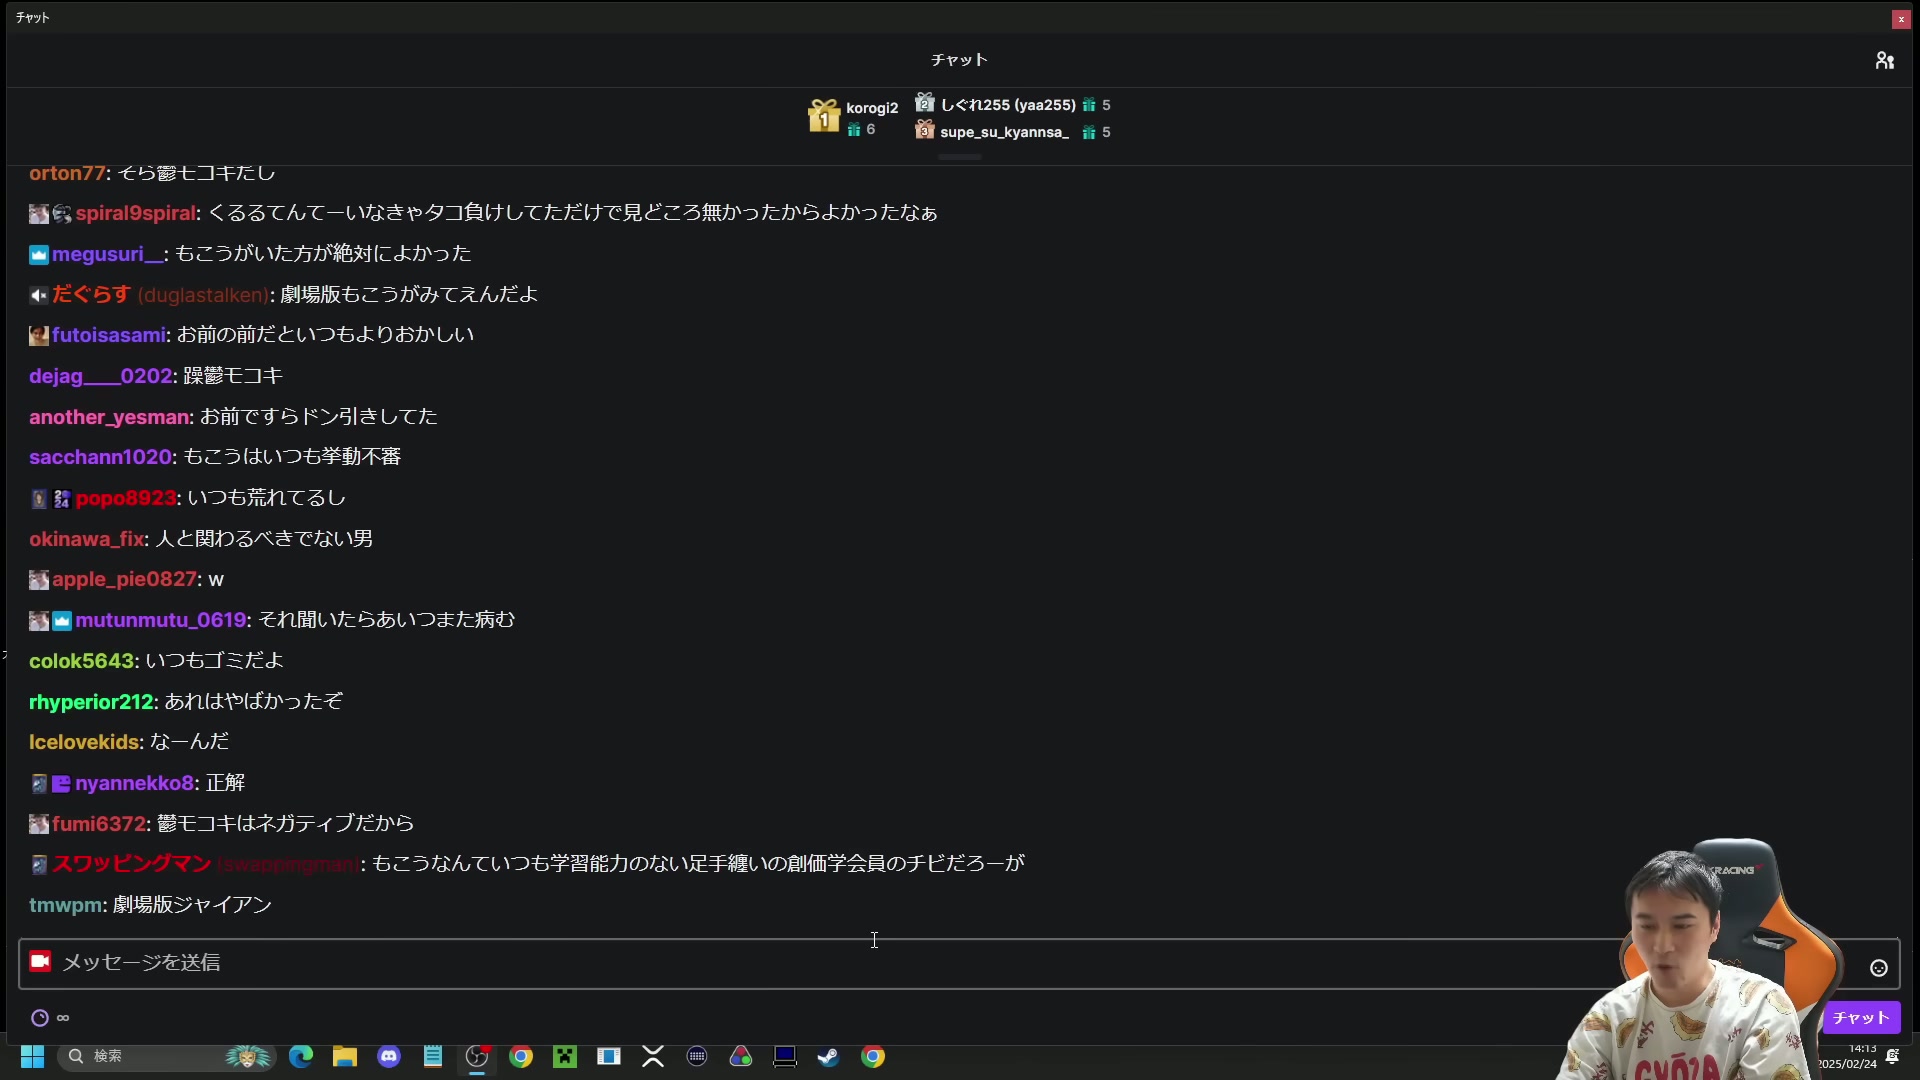 チャット
チャット
korogi2
6
しぐれ255 (yaa255) 5
supe_su_kyannsa_ 5
orton77: そら鬱モコキだし
spiral9spiral: くるるてんてーいなきゃタコ負けしてただけで見どころ無かったからよかったなぁ
megusuri__: もこうがいた方が絶対によかった
だぐらす (duglastalken): 劇場版もこうがみてえんだよ
futoisasami: お前の前だといつもよりおかしい
dejag____0202: 躁鬱モコキ
another_yesman: お前ですらドン引きしてた
sacchann1020: もこうはいつも挙動不審
popo8923: いつも荒れてるし
okinawa_fix: 人と関わるべきでない男
apple_pie0827: w
mutunmutu_0619: それ聞いたらあいつまた病む
colok5643: いつもゴミだよ
rhyperior212: あれはやばかったぞ
Icelovekids: なーんだ
nyannekko8: 正解
fumi6372: 鬱モコキはネガティブだから
スワッピングマン (swappingman): もこうなんていつも学習能力のない足手纏いの創価学会員のチビだろーが
tmwpm: 劇場版ジャイアン
メッセージを送信
∞
チャット
検索
14:13
2025/02/24
KRACING
GYŌZA